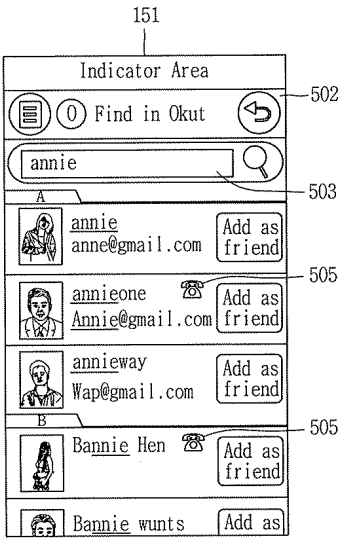 151
Indicator Area
O Find in Okut
502
annie
503
A
annie
anne@gmail.com
Add as
friend
505
annieone
Annie@gmail.com
Add as
friend
annieway
Wap@gmail.com
Add as
friend
B
505
Bannie Hen
Add as
friend
Bannie wunts
Add as